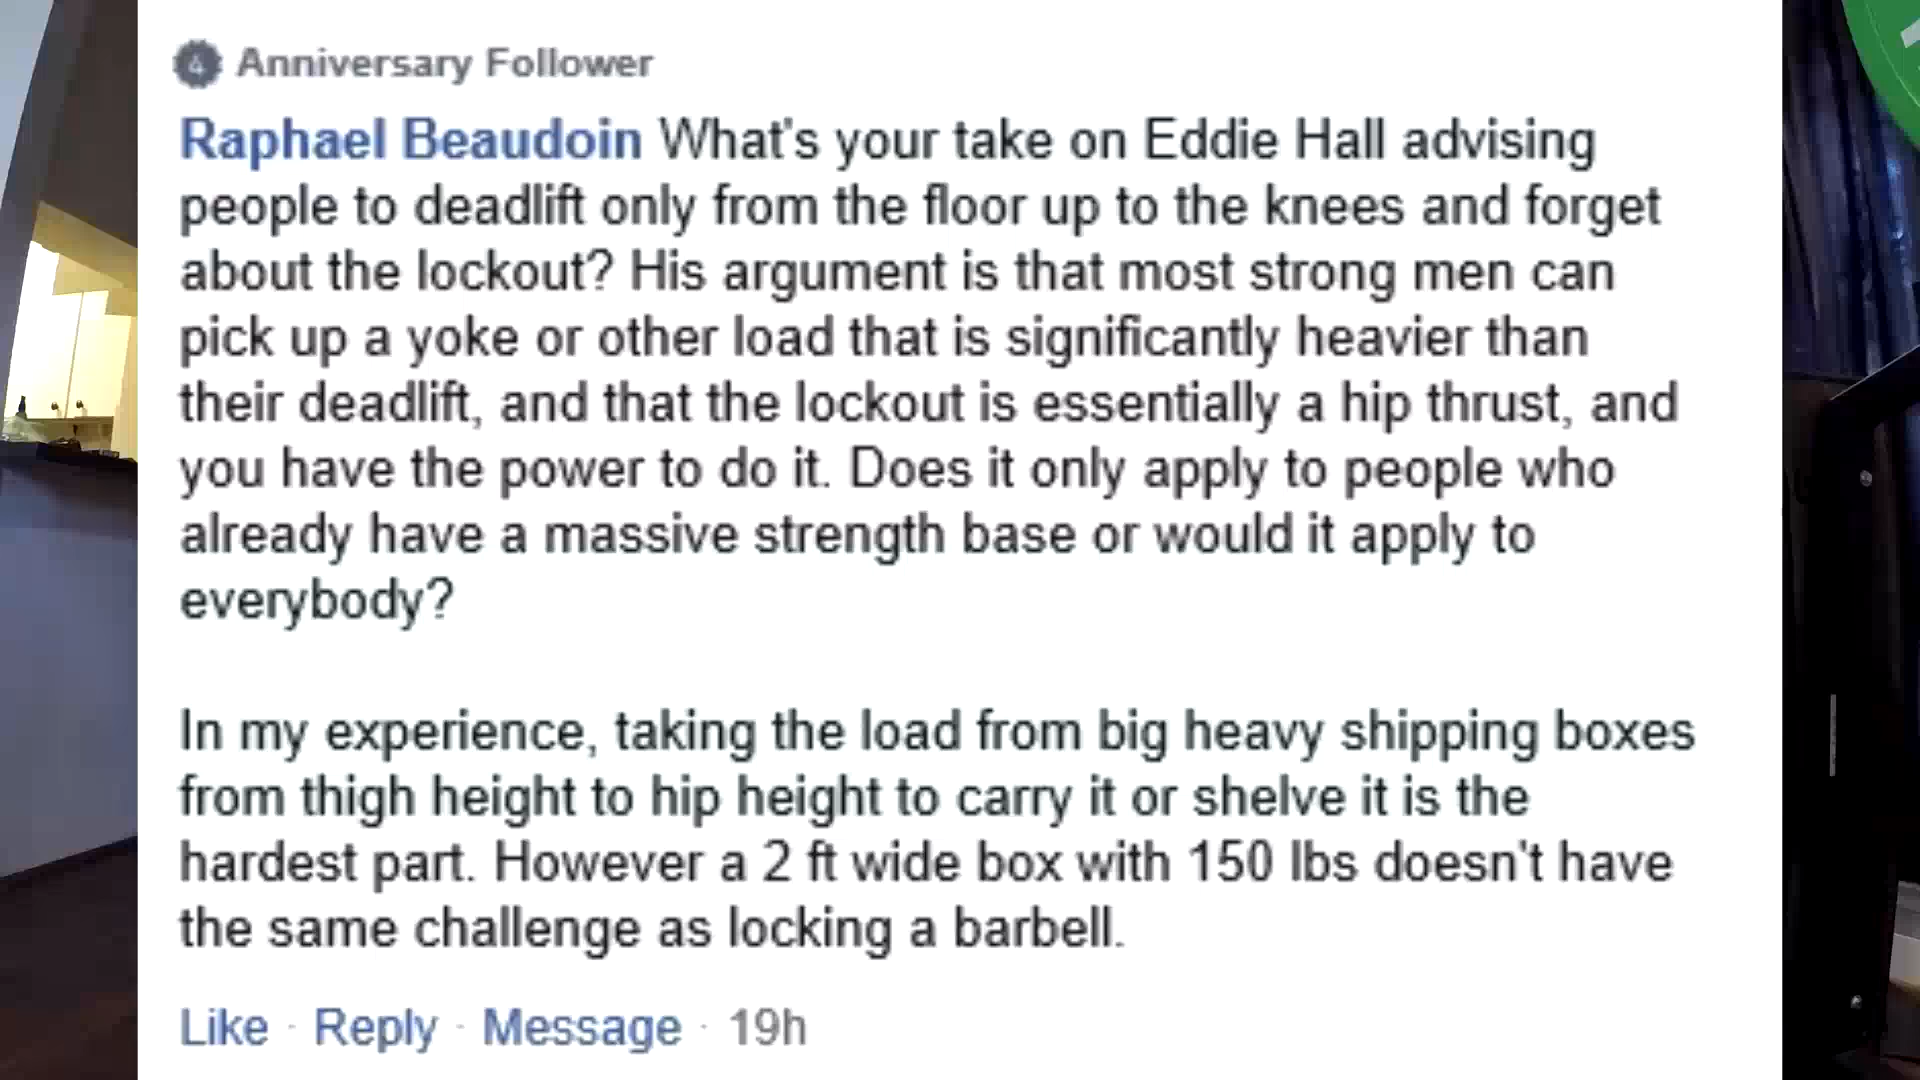 4 Anniversary Follower
Raphael Beaudoin What's your take on Eddie Hall advising
people to deadlift only from the floor up to the knees and forget
about the lockout? His argument is that most strong men can
pick up a yoke or other load that is significantly heavier than
their deadlift, and that the lockout is essentially a hip thrust, and
you have the power to do it. Does it only apply to people who
already have a massive strength base or would it apply to
everybody?
In my experience, taking the load from big heavy shipping boxes
from thigh height to hip height to carry it or shelve it is the
hardest part. However a 2 ft wide box with 150 lbs doesn't have
the same challenge as locking a barbell.
Like · Reply · Message · 19h